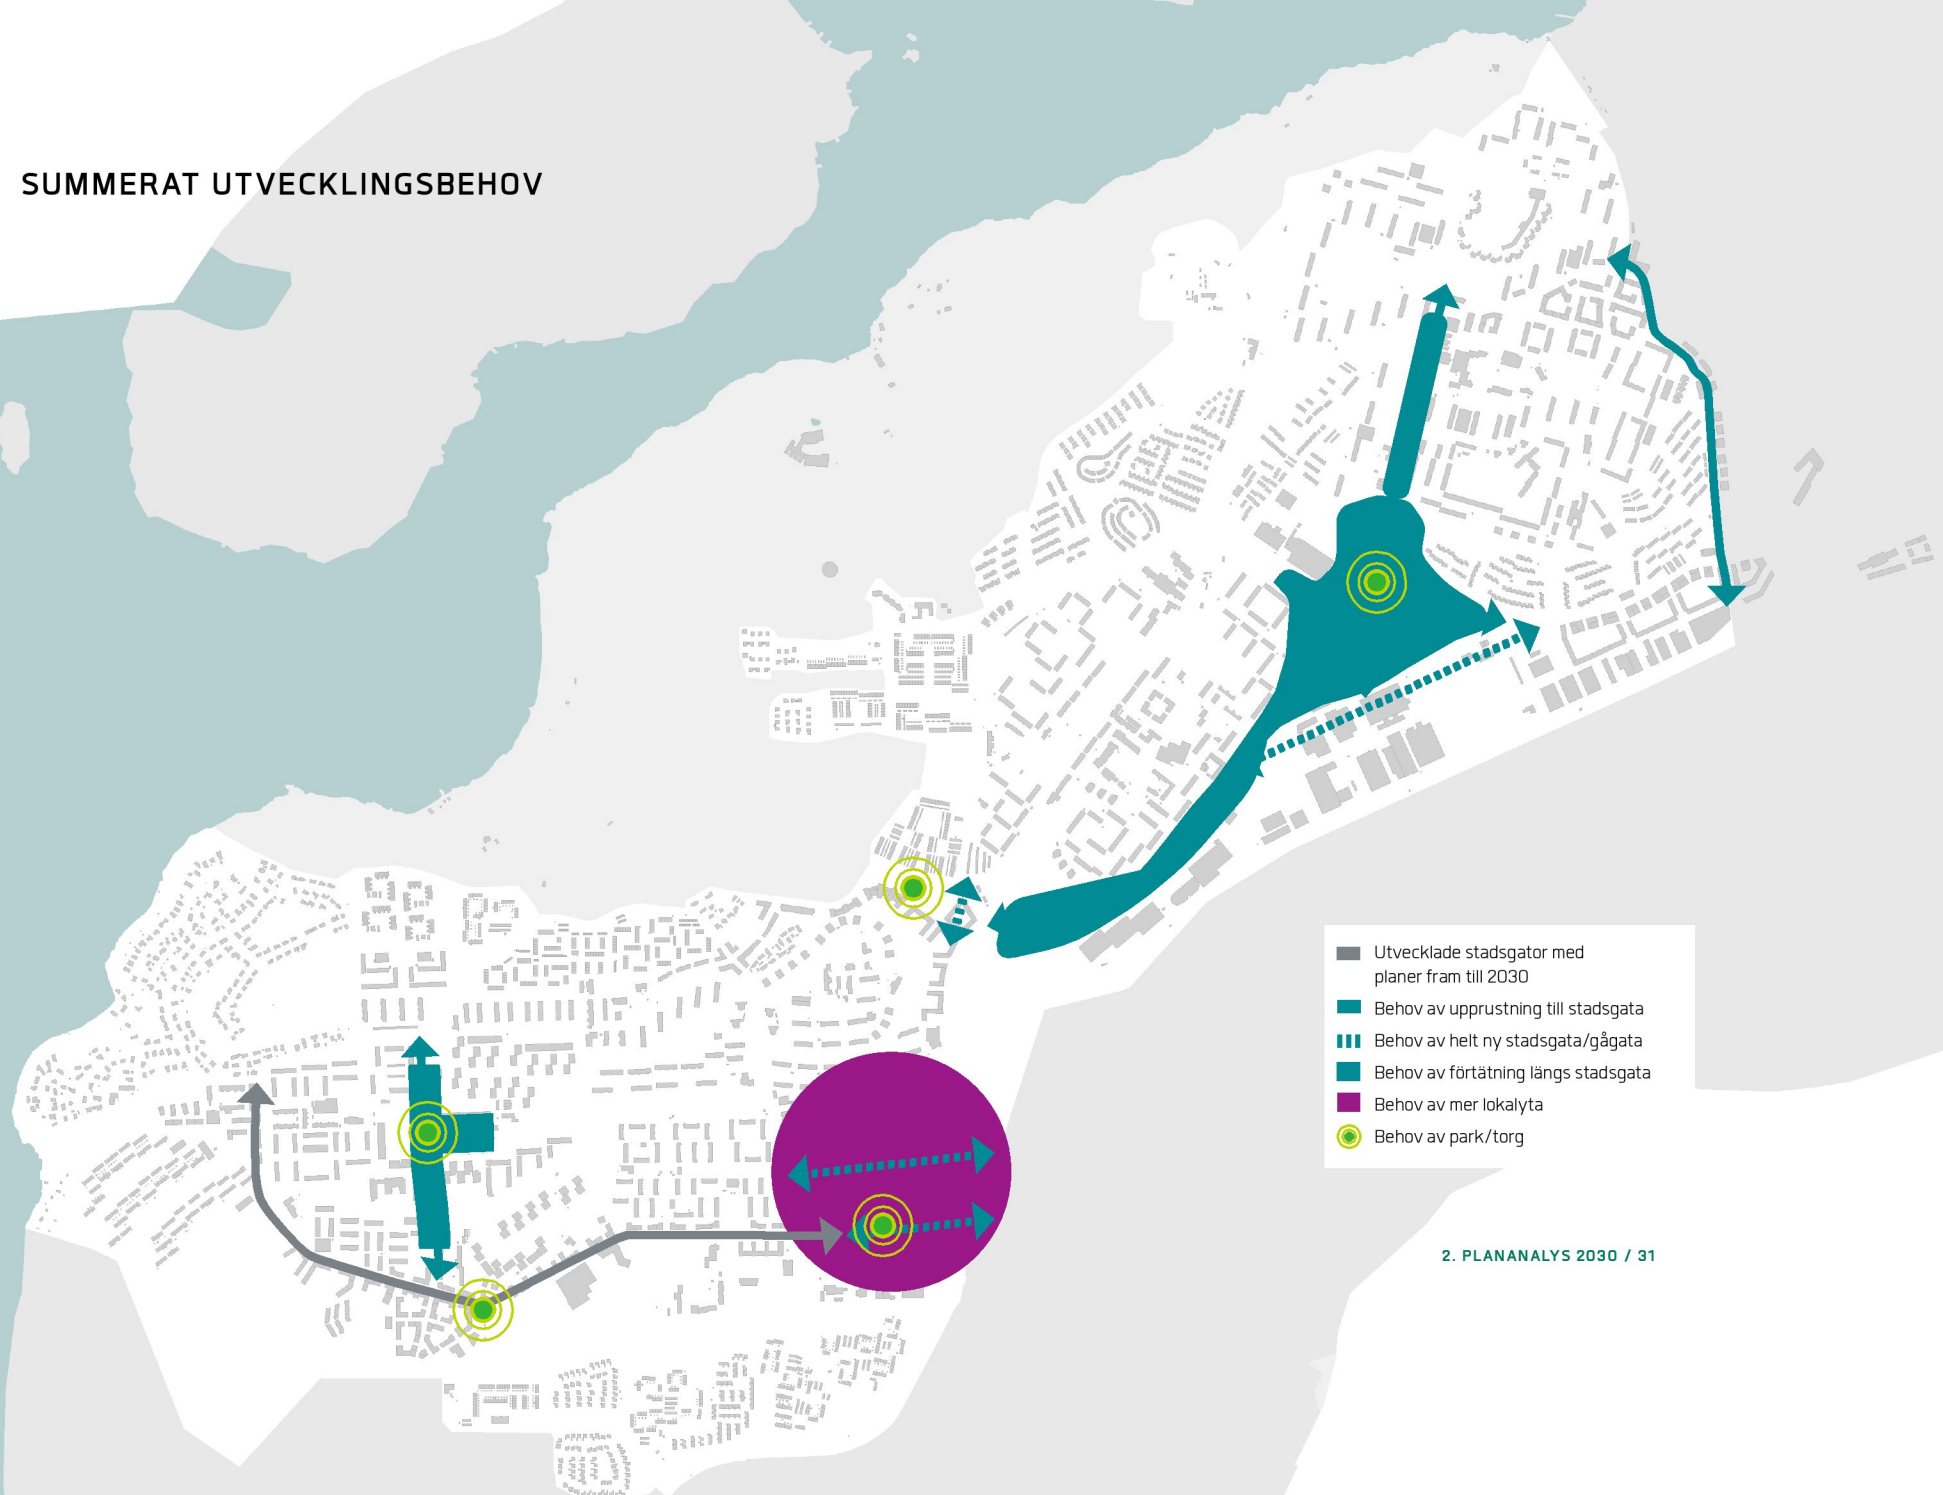 SUMMERAT UTVECKLINGSBEHOV
Utvecklade stadsgator med
planer fram till 2030
Behov av upprustning till stadsgata
Behov av helt ny stadsgata/gågata
Behov av förtätning längs stadsgata
Behov av mer lokalyta
Behov av park/torg
2. PLANANALYS 2030 / 31